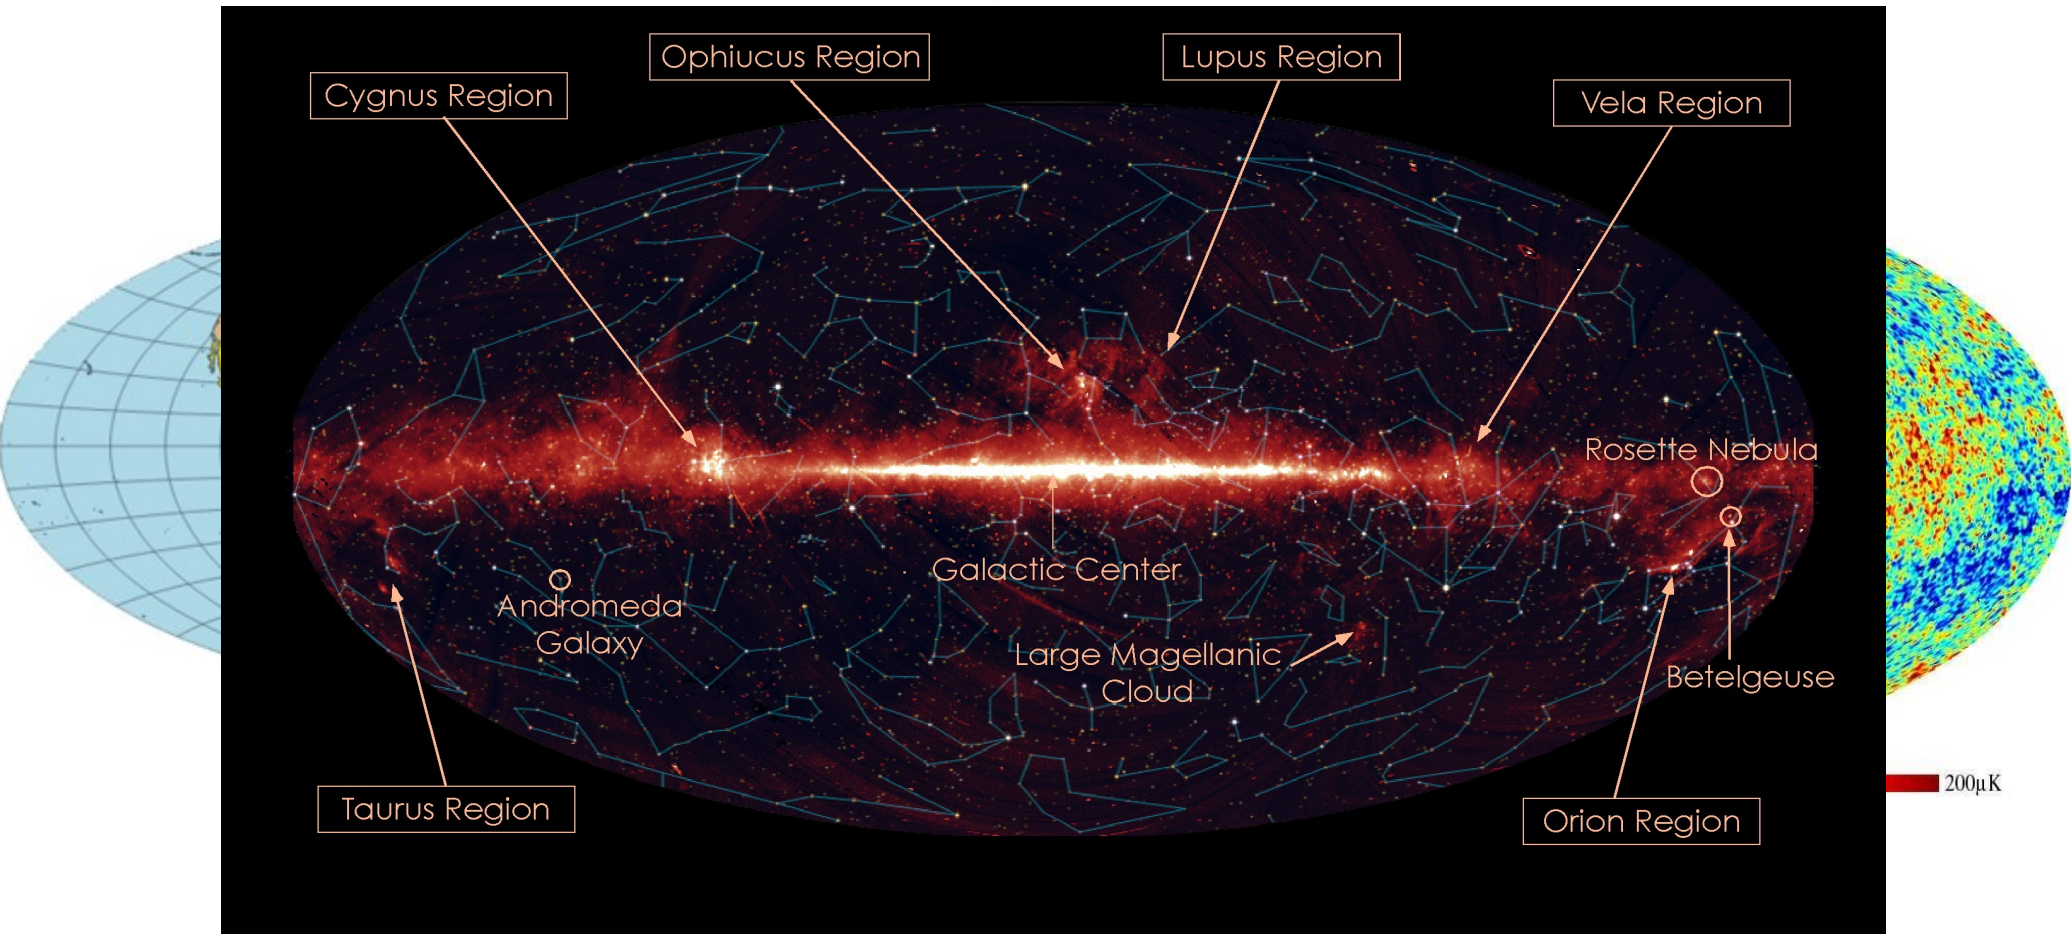 Ophiucus Region
Lupus Region
Cygnus Region
Vela Region
Rosette Nebula
Galactic Center
Andromeda
Galaxy
Large Magellanic
Cloud
Betelgeuse
200μK
Taurus Region
Orion Region